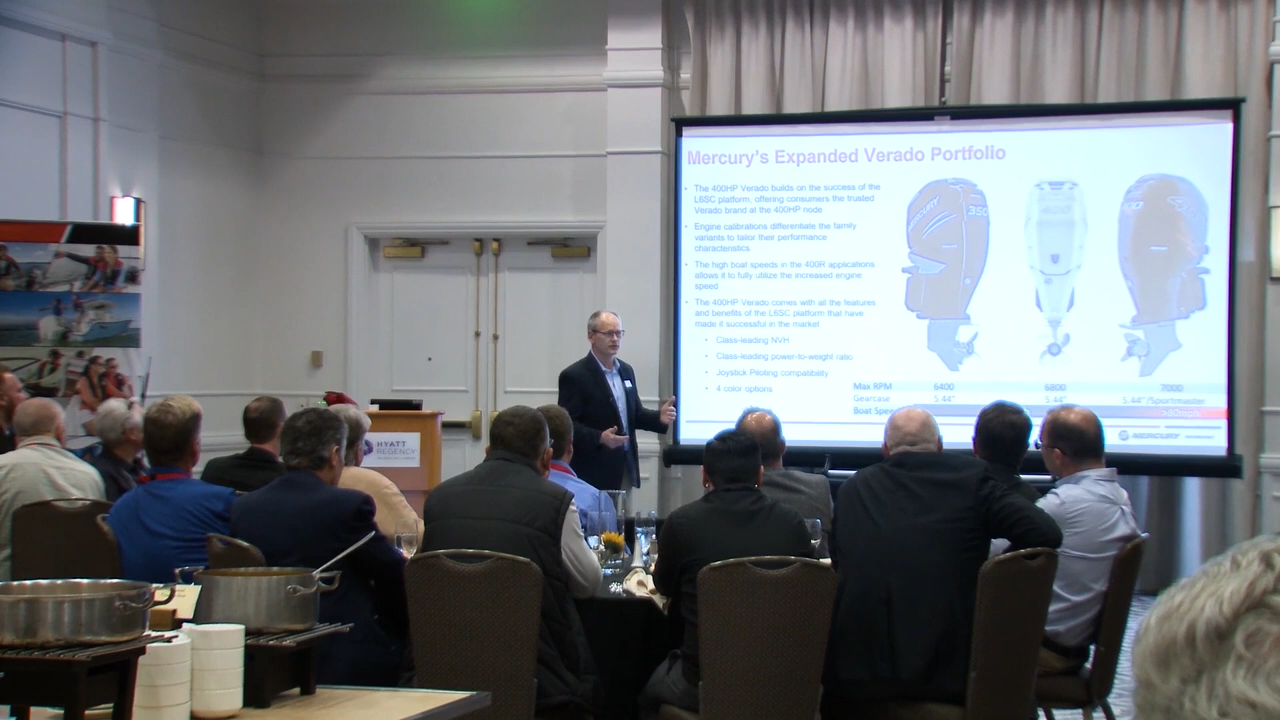 Mercury's Expanded Verado Portfolio
• The 400HP Verado builds on the success of the
L6SC platform, offering consumers the trusted
Verado brand at the 400HP node
• Engine calibrations differentiate the family
variants to tailor their performance
characteristics
• The high boat speeds in the 400R applications
allows it to fully utilize the increased engine
speed
• The 400HP Verado comes with all the features
and benefits of the L6SC platform that have
made it successful in the market
• Class-leading NVH
• Class-leading power-to-weight ratio
• Joystick Piloting compatibility
• 4 color options
MERCURY 350
400
Max RPM 6400 6800 7000
Gearcase 5.44" 5.44" 5.44"/Sportmaster
Boat Speed >80mph
MERCURY
HYATT
REGENCY